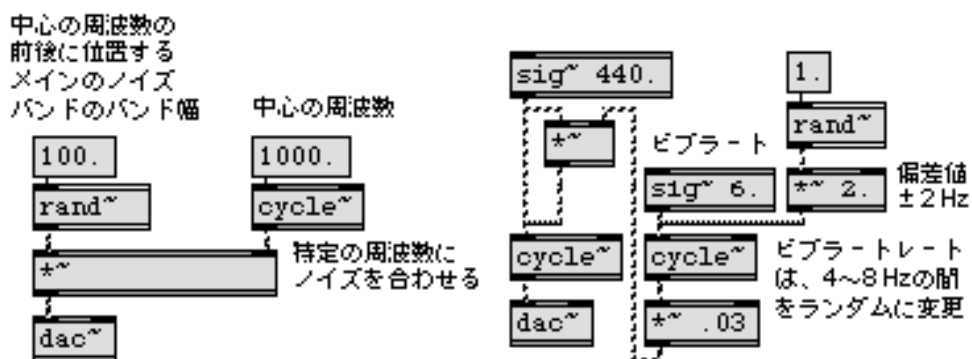 中心の周波数の
前後に位置する
メインのノイズ
バンドのバンド幅
中心の周波数
100.
1000.
rand~
cycle~
特定の周波数に
ノイズを合わせる
*~
dac~
sig~ 440.
1.
*~
rand~
ビブラート
sig~ 6.
*~ 2.
偏差値
±2Hz
cycle~
cycle~
ビブラートレート
は、4～8Hzの間
をランダムに変更
dac~
*~ .03